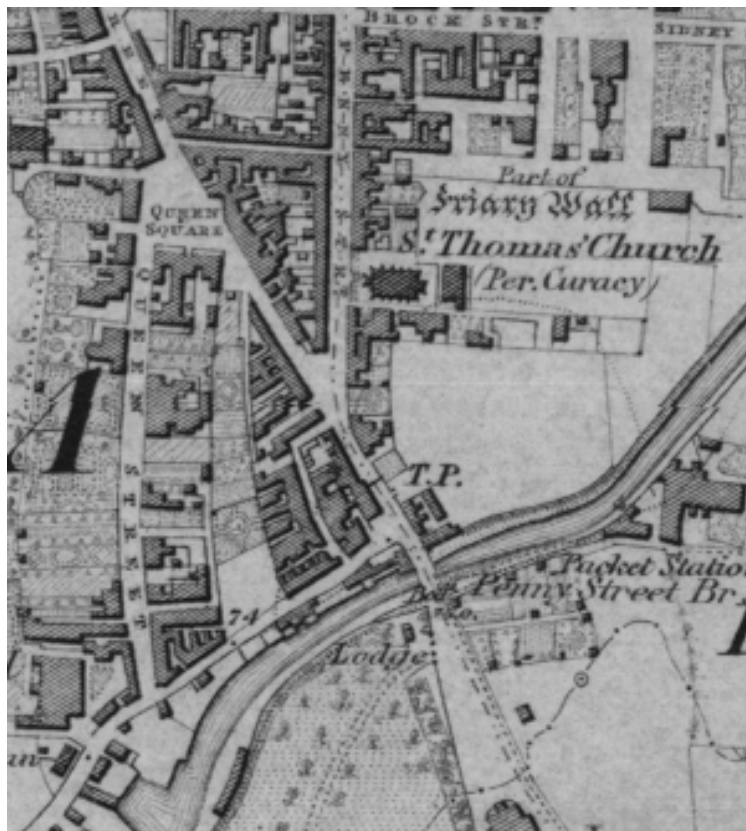 BROCK STRT.
SIDNEY
PENNY STREET
Part of
Friary Wall
QUEEN
SQUARE
St. Thomas' Church
(Per. Curacy)
QUEEN STREET
T.P.
Packet Station
Penny Street Br.
74
Lodge